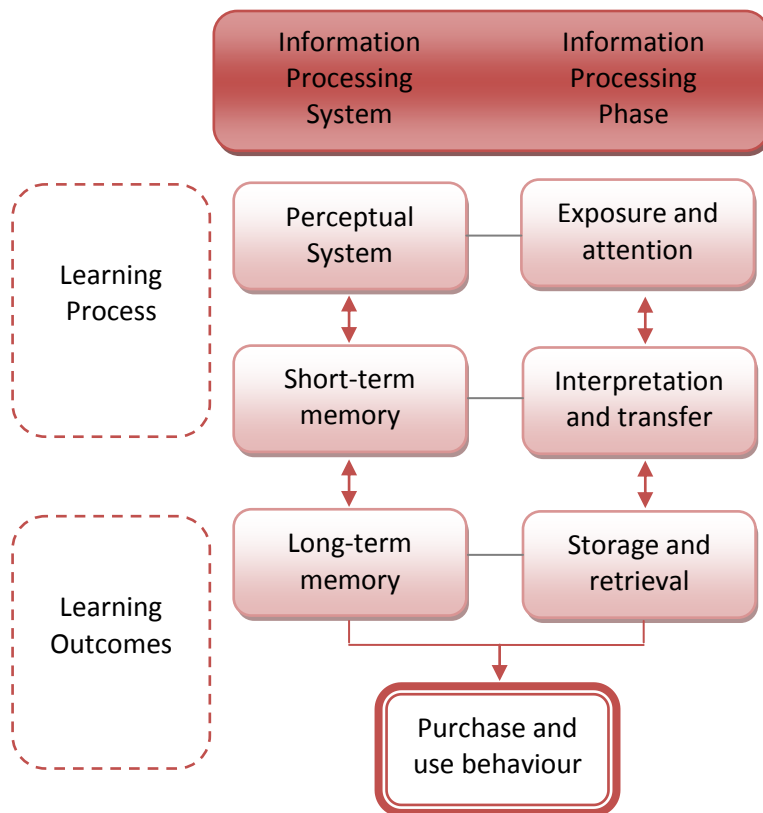 Information
Processing
System
Information
Processing
Phase
Learning
Process
Perceptual
System
Exposure and
attention
Short-term
memory
Interpretation
and transfer
Learning
Outcomes
Long-term
memory
Storage and
retrieval
Purchase and
use behaviour